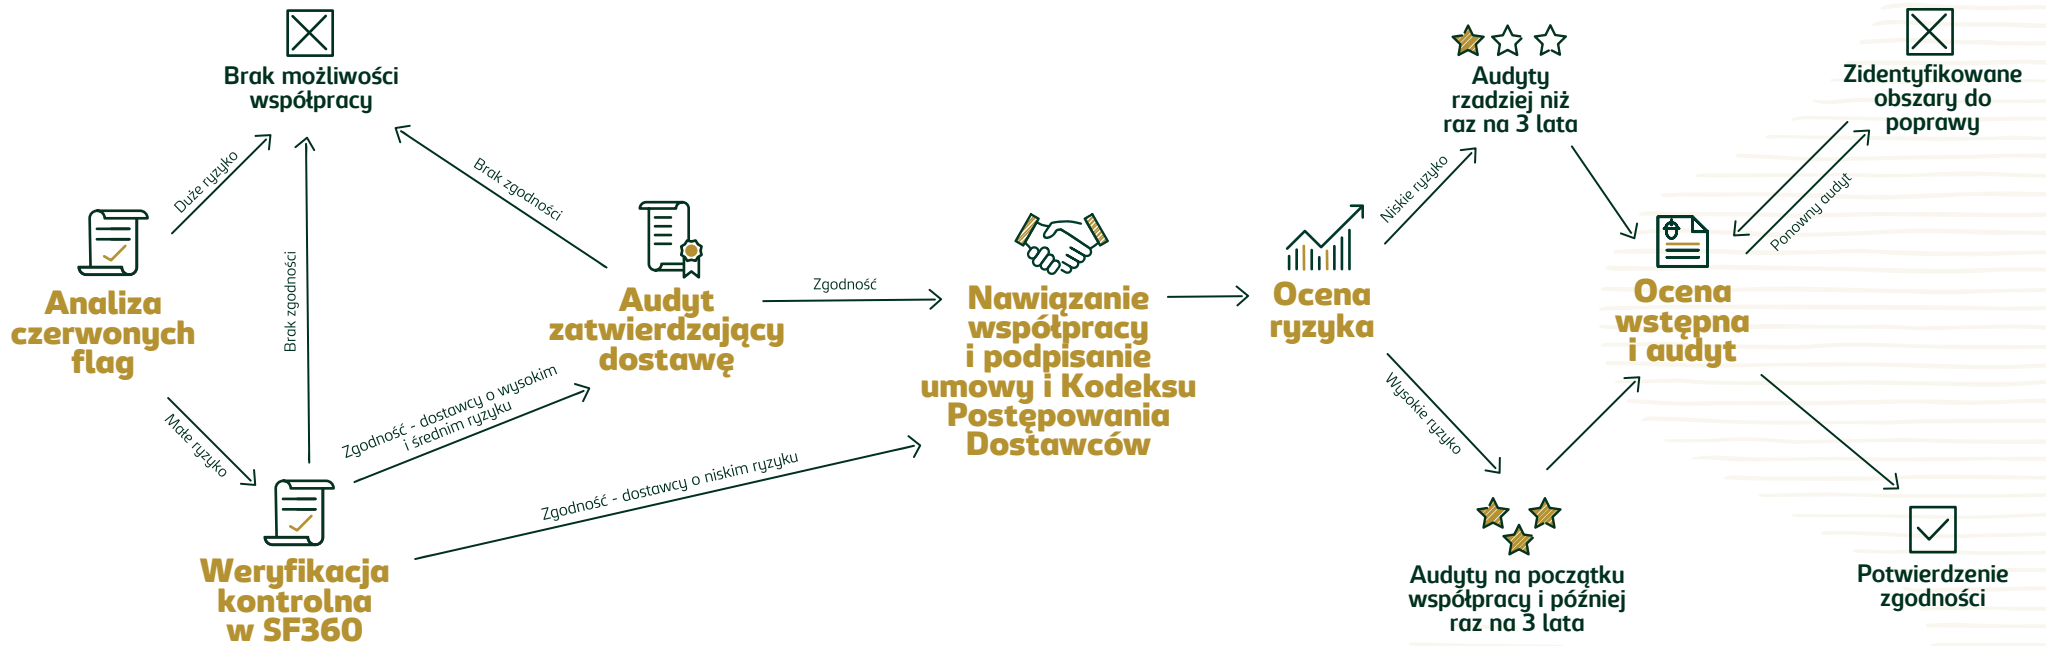 Brak możliwości
współpracy
Duże ryzyko
Brak zgodności
Brak zgodności
Analiza
czerwonych
flag
Małe ryzyko
Weryfikacja
kontrolna
w SF360
Zgodność - dostawcy o wysokim
i średnim ryzyku
Zgodność - dostawcy o niskim ryzyku
Audyt
zatwierdzający
dostawę
Zgodność
Nawiązanie
współpracy
i podpisanie
umowy i Kodeksu
Postępowania
Dostawców
Ocena
ryzyka
Niskie ryzyko
Wysokie ryzyko
Audyty
rzadziej niż
raz na 3 lata
Audyty na początku
współpracy i później
raz na 3 lata
Ocena
wstępna
i audyt
Ponowny audyt
Zidentyfikowane
obszary do
poprawy
Potwierdzenie
zgodności